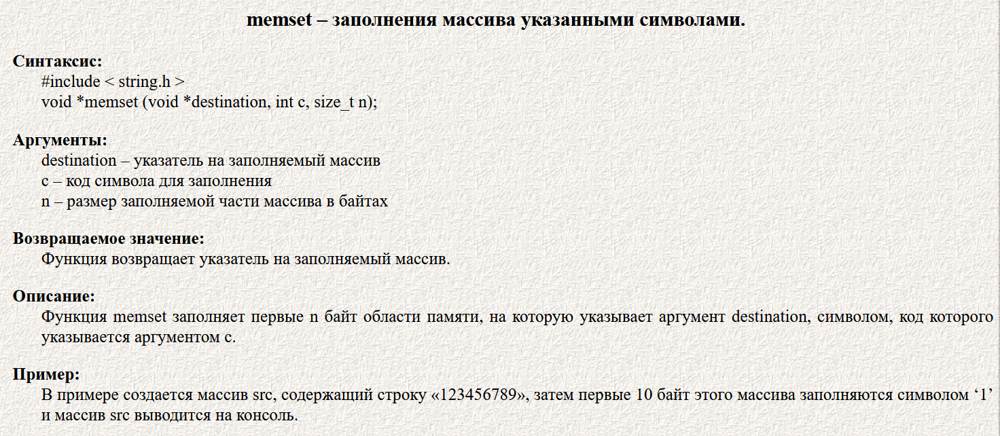 memset – заполнения массива указанными символами.
Синтаксис:
#include < string.h >
void *memset (void *destination, int c, size_t n);
Аргументы:
destination – указатель на заполняемый массив
c – код символа для заполнения
n – размер заполняемой части массива в байтах
Возвращаемое значение:
Функция возвращает указатель на заполняемый массив.
Описание:
Функция memset заполняет первые n байт области памяти, на которую указывает аргумент destination, символом, код которого
указывается аргументом c.
Пример:
В примере создается массив src, содержащий строку «123456789», затем первые 10 байт этого массива заполняются символом ‘1’
и массив src выводится на консоль.